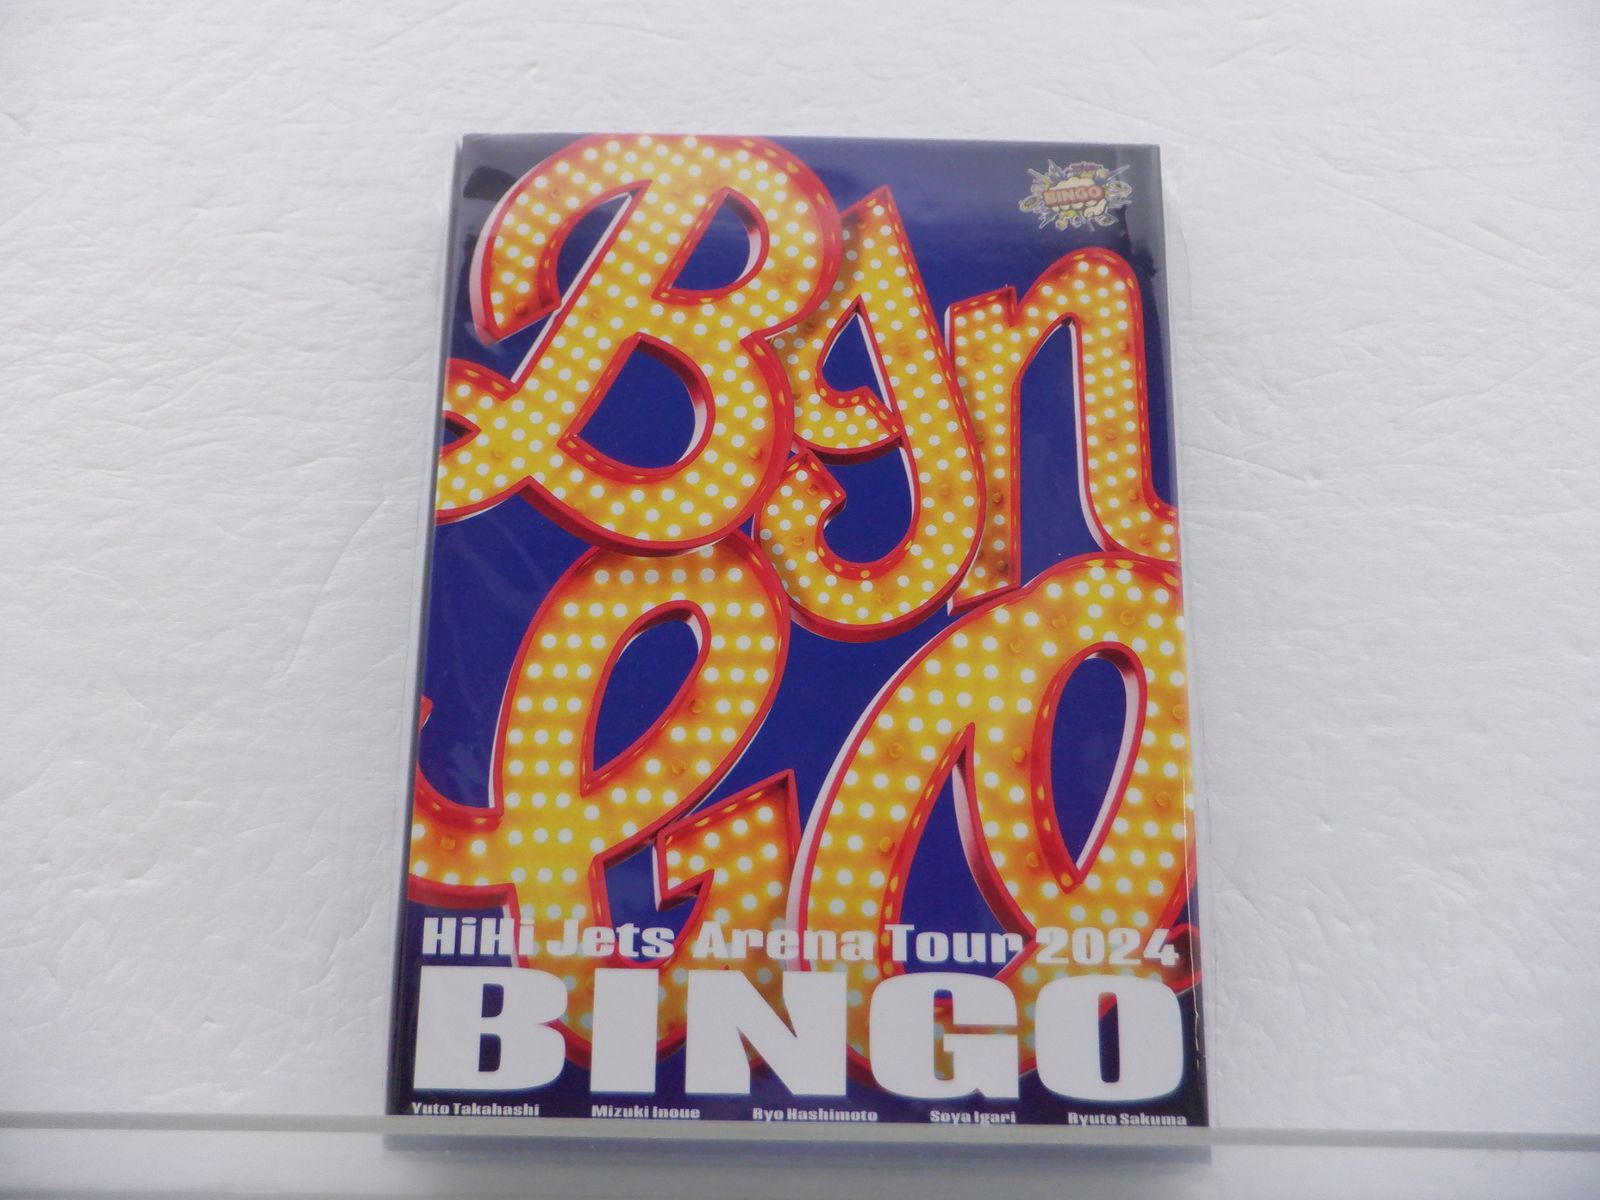 BINGO
Bingo
HiHi Jets Arena Tour 2024
BINGO
Yuto Takahashi Mizuki Inoue Ryo Hashimoto Soya Igari Ryuto Sakuma